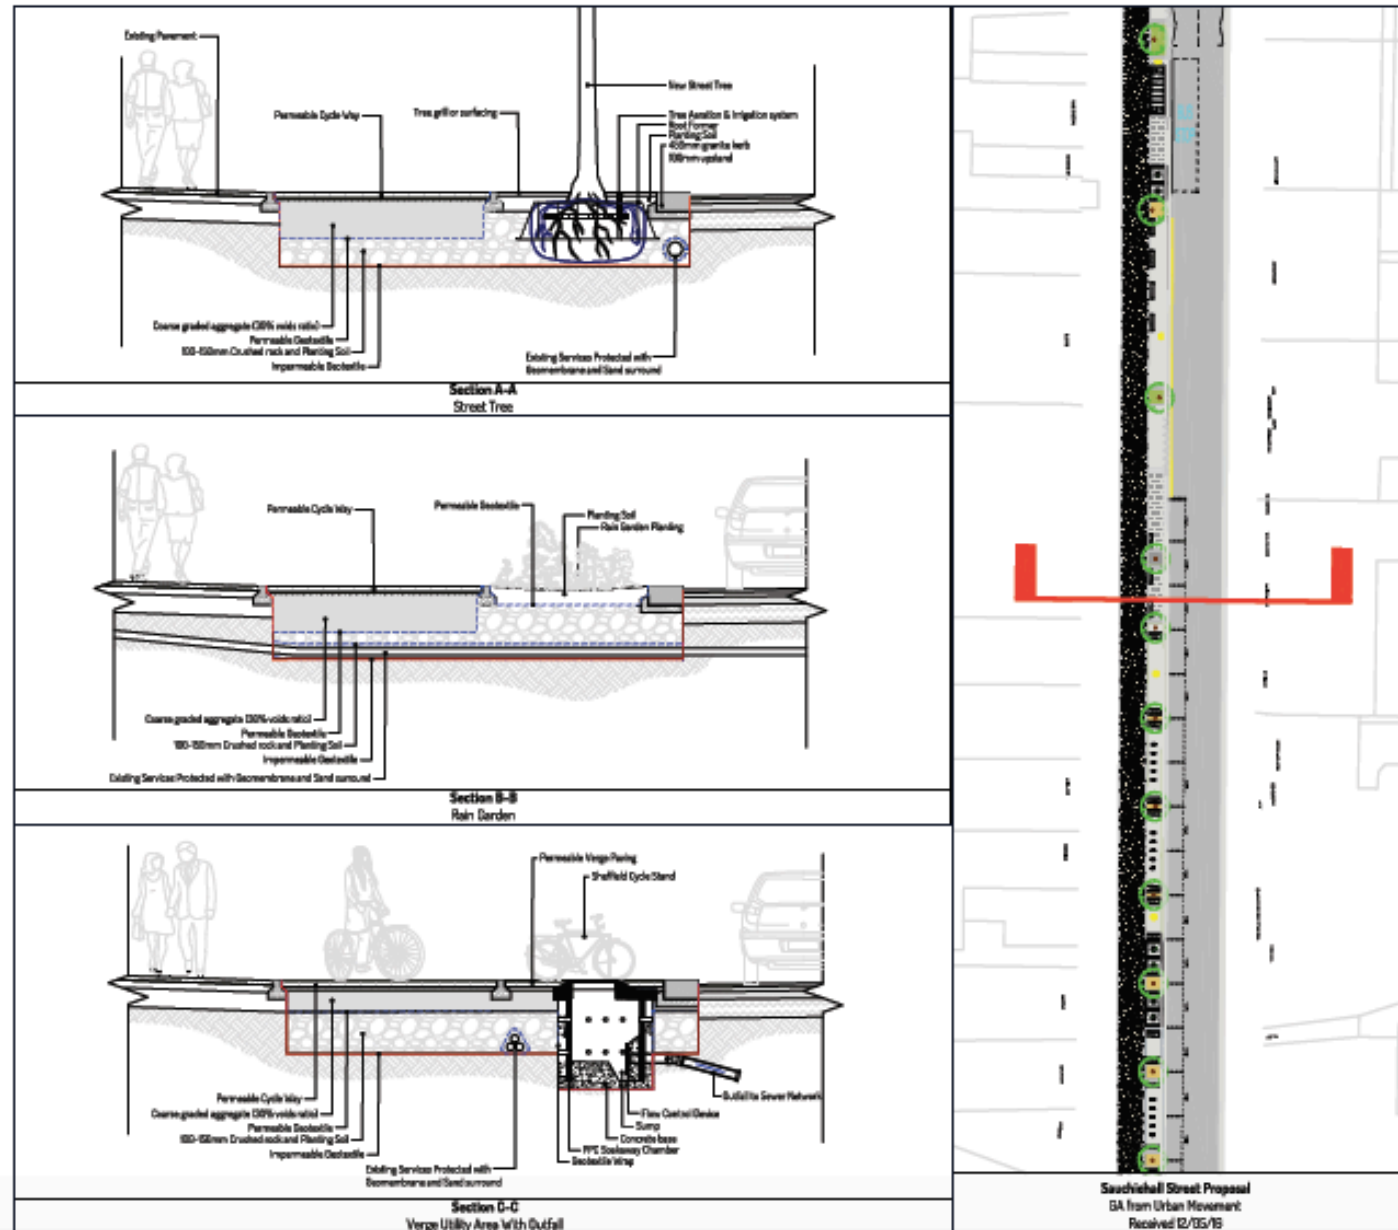 Existing Pavement
New Street Tree
Permeable Cycle Way
Tree grill or surfacing
Tree Aeration & Irrigation system
Root Former
Planting Soil
450mm granite kerb
100mm upstand
Coarse graded aggregate (30% voids ratio)
Permeable Geotextile
100-150mm Crushed rock and Planting Soil
Impermeable Geotextile
Existing Services Protected with
Geomembrane and Sand surround
Section A-A
Street Tree
Permeable Cycle Way
Permeable Geotextile
Planting Soil
Rain Garden Planting
Coarse graded aggregate (30% voids ratio)
Permeable Geotextile
100-150mm Crushed rock and Planting Soil
Impermeable Geotextile
Existing Services Protected with Geomembrane and Sand surround
Section B-B
Rain Garden
Permeable Verge Paving
Sheffield Cycle Stand
Permeable Cycle Way
Coarse graded aggregate (30% voids ratio)
Permeable Geotextile
100-150mm Crushed rock and Planting Soil
Impermeable Geotextile
Existing Services Protected with
Geomembrane and Sand surround
Outfall to Sewer Network
Flow Control Device
Sump
Concrete base
PPC Soakaway Chamber
Geotextile Wrap
Section C-C
Verge Utility Area With Outfall
Sauchiehall Street Proposal
GA from Urban Movement
Received 12/05/16